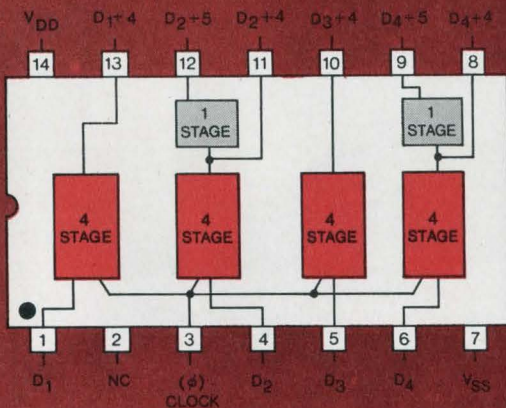 V_DD D₁+4 D₂+5 D₂+4 D₃+4 D₄+5 D₄+4
14 13 12 11 10 9 8
1 STAGE
1 STAGE
4 STAGE
4 STAGE
4 STAGE
4 STAGE
1 2 3 4 5 6 7
D₁ NC (ϕ) CLOCK D₂ D₃ D₄ V_SS